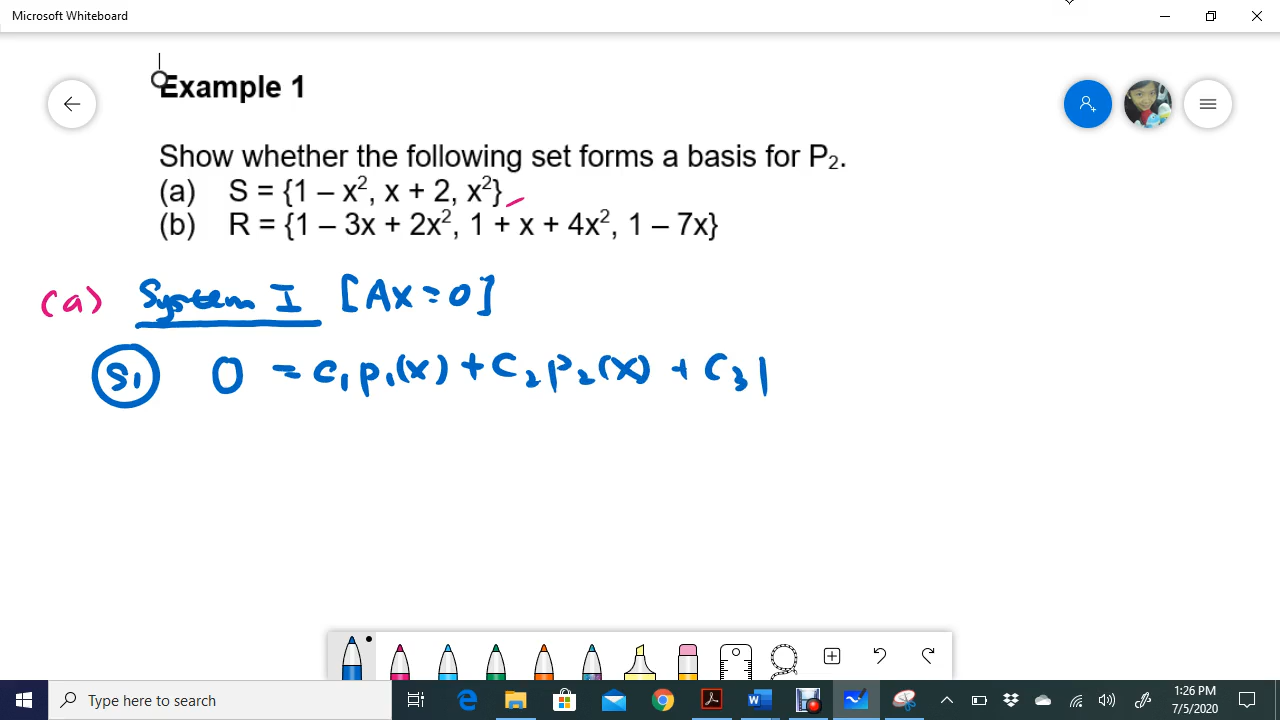 Microsoft Whiteboard
Example 1
Show whether the following set forms a basis for P₂.
(a) S = {1 – x², x + 2, x²}
(b) R = {1 – 3x + 2x², 1 + x + 4x², 1 – 7x}
(a) System I [Ax = 0]
S₁ 0 = c₁p₁(x) + c₂p₂(x) + c₃p
Type here to search
1:26 PM
7/5/2020